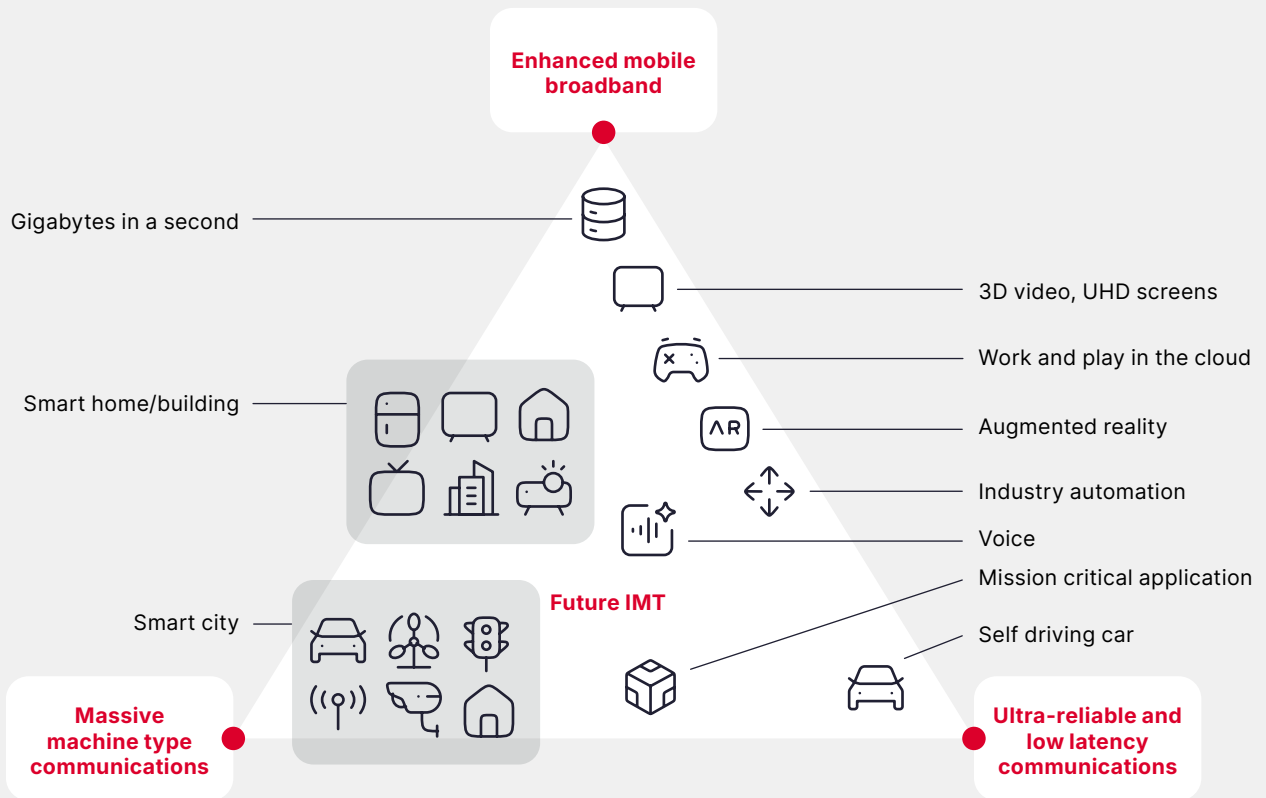 Enhanced mobile
broadband
Gigabytes in a second
3D video, UHD screens
Work and play in the cloud
Smart home/building
AR
Augmented reality
Industry automation
Voice
Mission critical application
Future IMT
Smart city
Self driving car
Massive
machine type
communications
Ultra-reliable and
low latency
communications